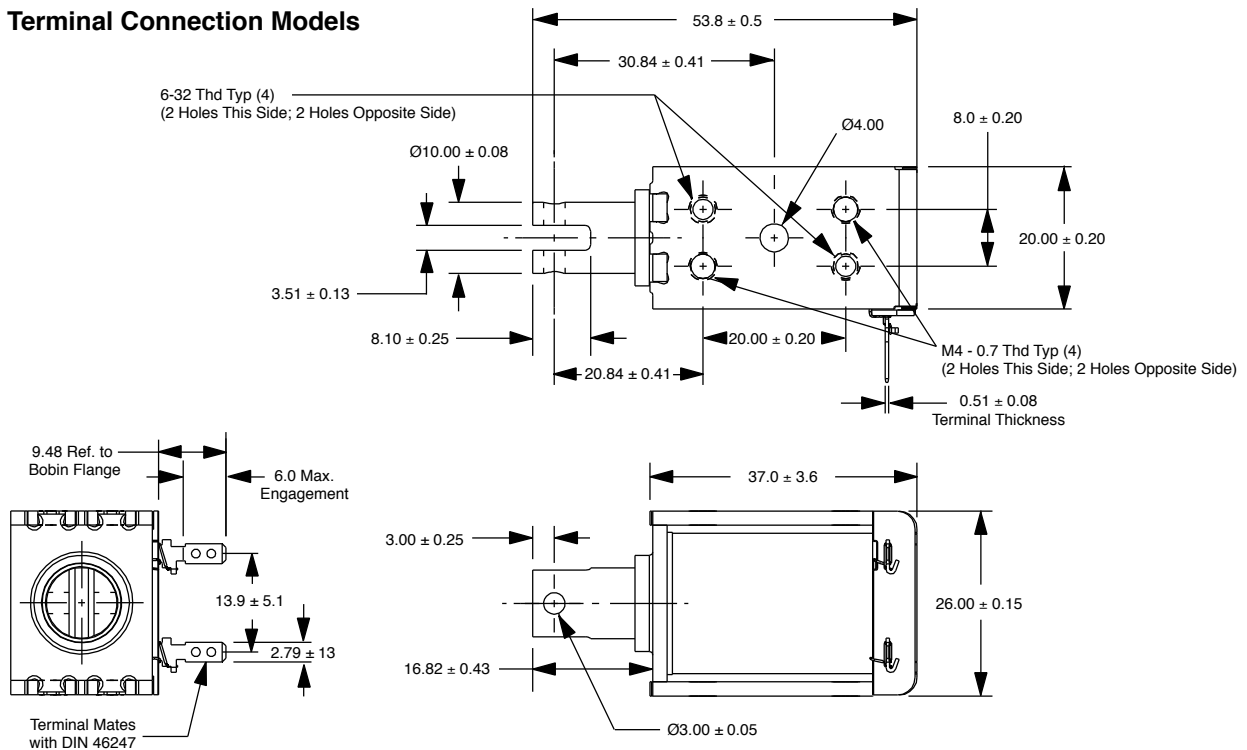 Terminal Connection Models
53.8 ± 0.5
30.84 ± 0.41
6-32 Thd Typ (4)
(2 Holes This Side; 2 Holes Opposite Side)
Ø4.00
8.0 ± 0.20
Ø10.00 ± 0.08
20.00 ± 0.20
3.51 ± 0.13
8.10 ± 0.25
20.00 ± 0.20
M4 - 0.7 Thd Typ (4)
(2 Holes This Side; 2 Holes Opposite Side)
20.84 ± 0.41
0.51 ± 0.08
Terminal Thickness
9.48 Ref. to
Bobin Flange
6.0 Max.
Engagement
37.0 ± 3.6
3.00 ± 0.25
13.9 ± 5.1
26.00 ± 0.15
2.79 ± 13
16.82 ± 0.43
Terminal Mates
with DIN 46247
Ø3.00 ± 0.05